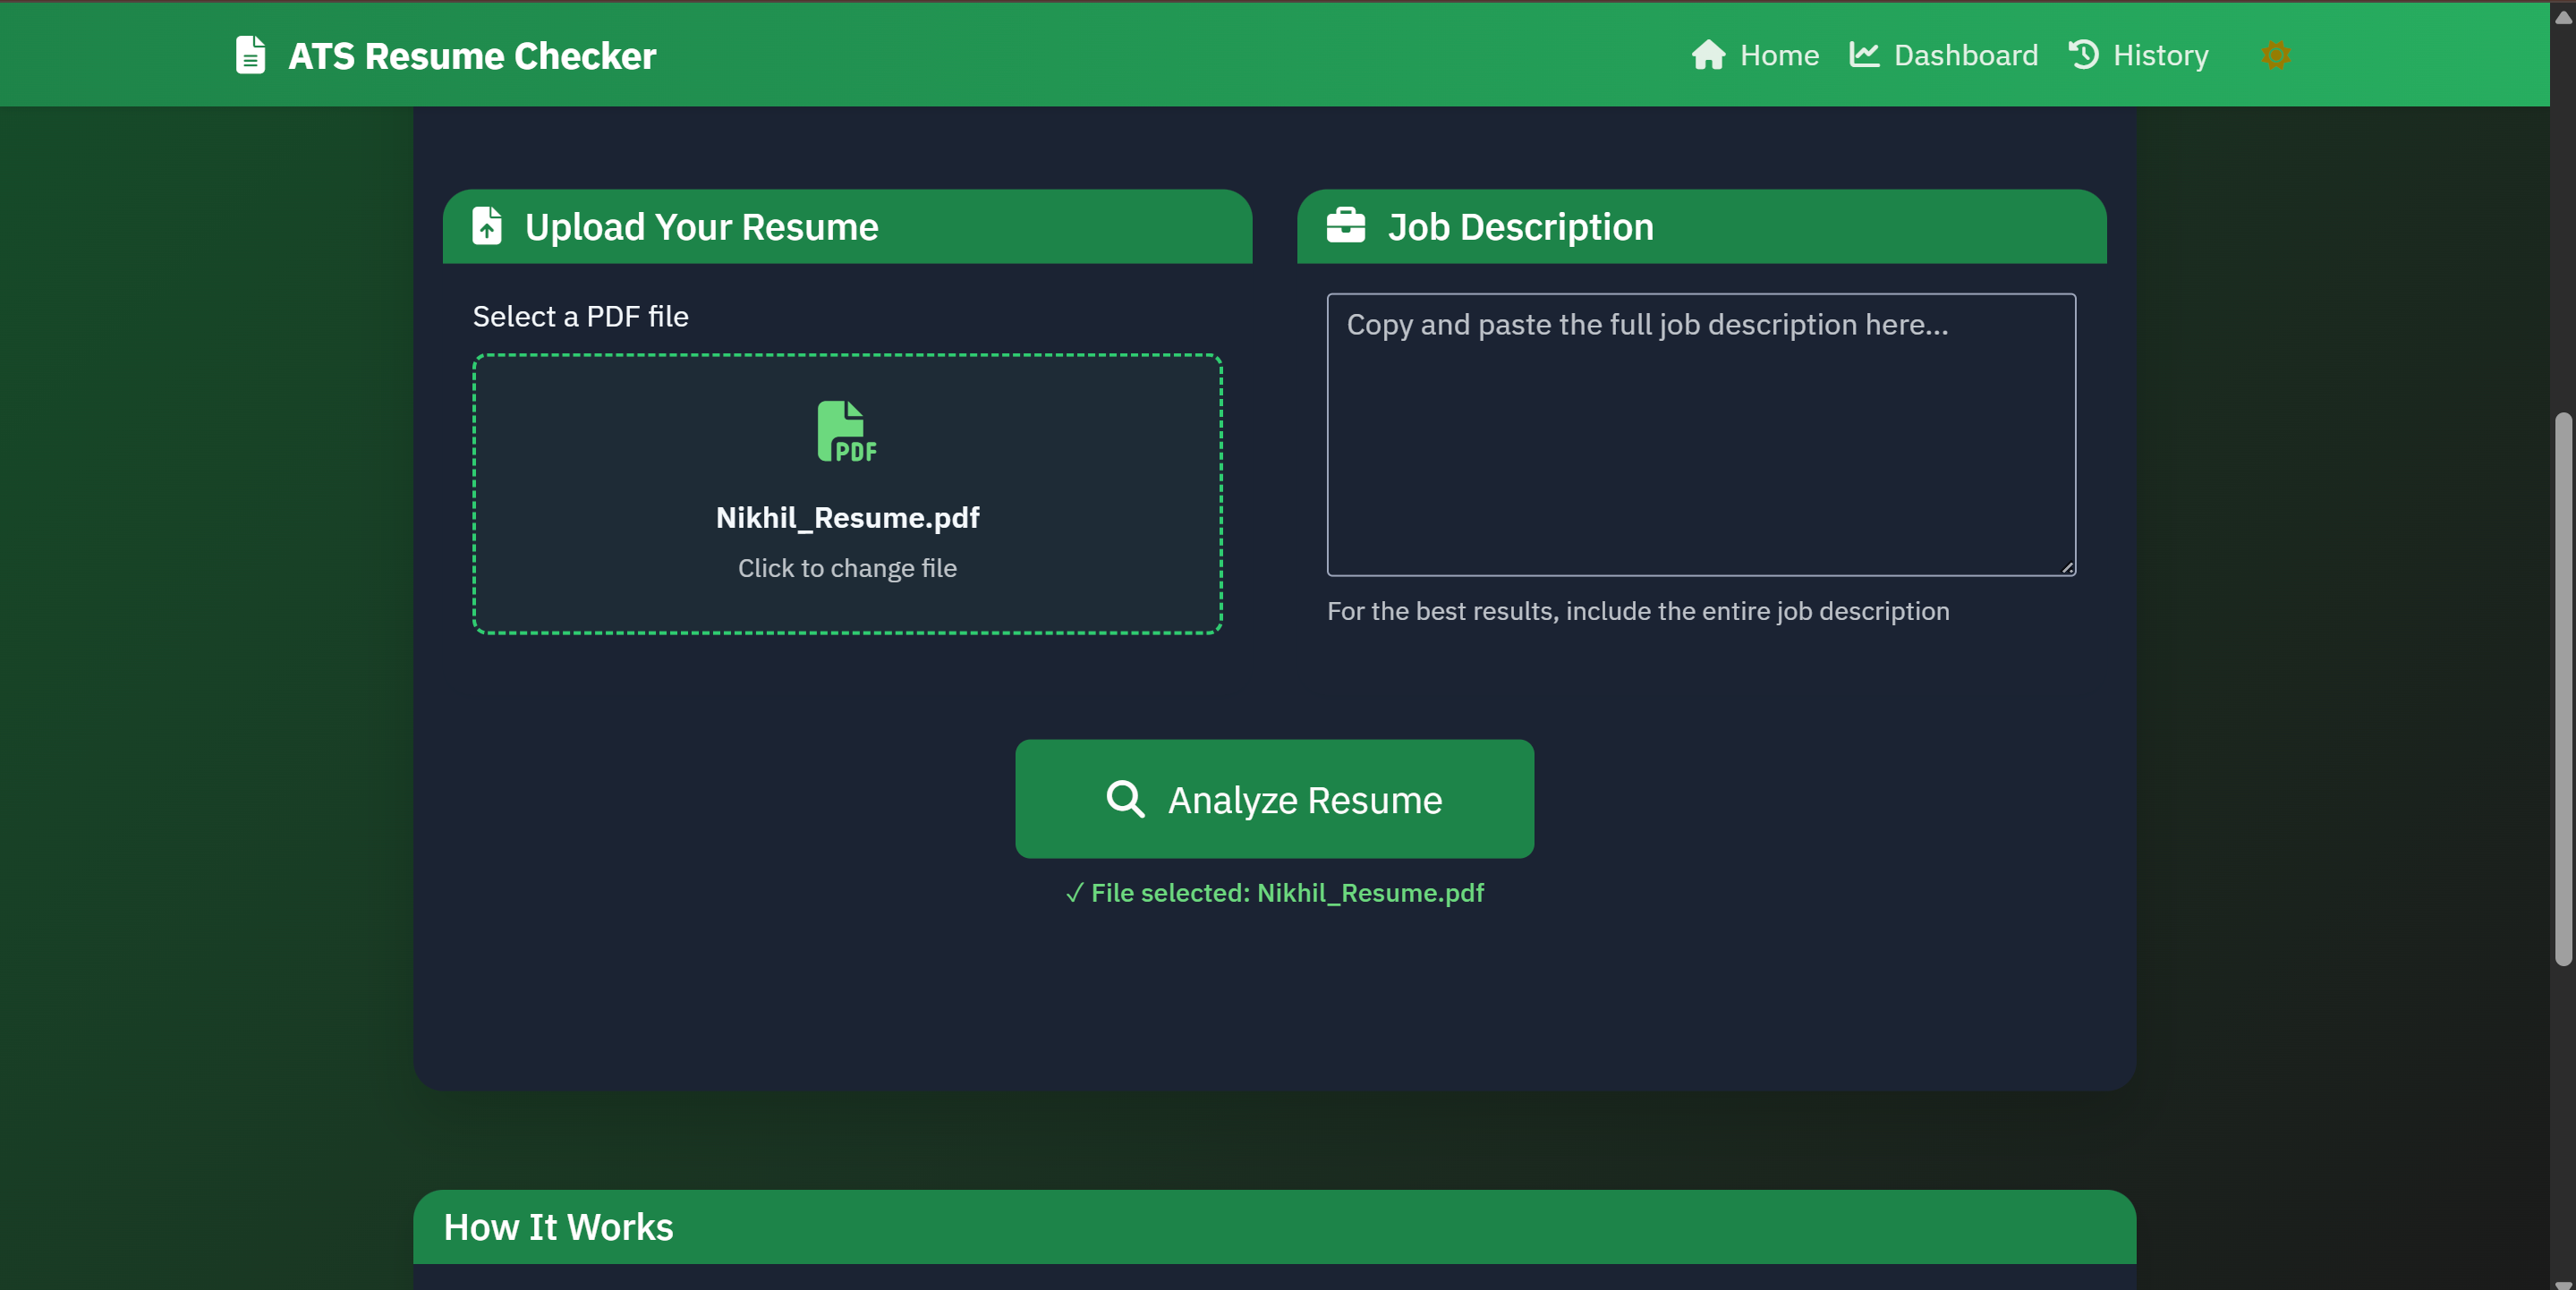 ATS Resume Checker
Home
Dashboard
History
Upload Your Resume
Select a PDF file
PDF
Nikhil_Resume.pdf
Click to change file
Job Description
Copy and paste the full job description here...
For the best results, include the entire job description
Analyze Resume
✓ File selected: Nikhil_Resume.pdf
How It Works